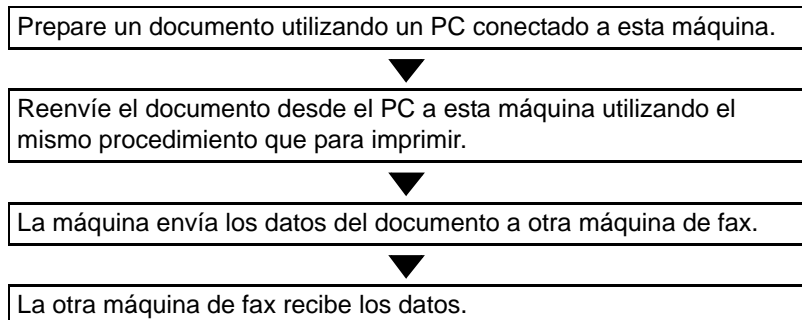 Prepare un documento utilizando un PC conectado a esta máquina.
Reenvíe el documento desde el PC a esta máquina utilizando el
mismo procedimiento que para imprimir.
La máquina envía los datos del documento a otra máquina de fax.
La otra máquina de fax recibe los datos.